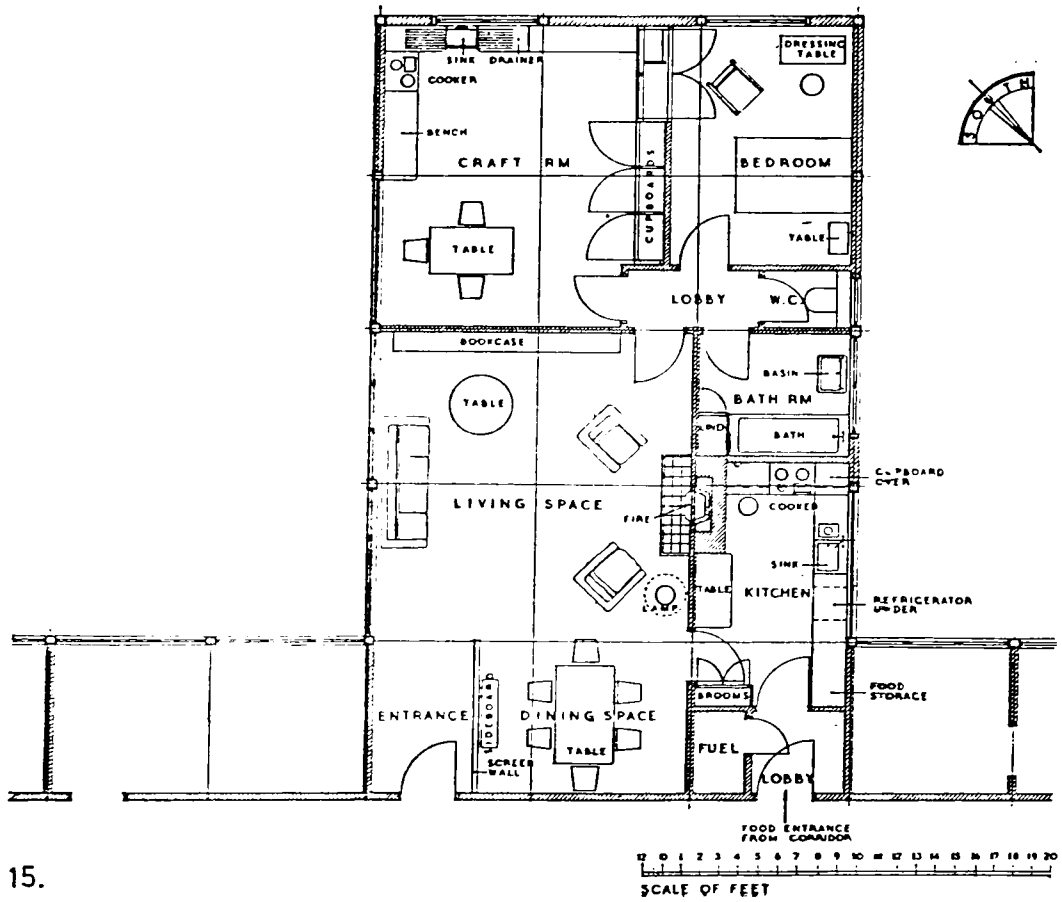 SINK DRAINER
DRESSING
TABLE
COOKER
SOUTH
BENCH
CRAFT RM
CUPBOARDS
BEDROOM
TABLE
TABLE
LOBBY
W.C.
BOOKCASE
TABLE
BASIN
BATH RM
LIN
BATH
CUPBOARD
OVER
LIVING SPACE
FIRE
COOKER
SINK
TABLE
KITCHEN
LAMP
REFRIGERATOR
UNDER
FOOD
STORAGE
BROOMS
ENTRANCE
SIDEBOARD
DINING SPACE
TABLE
SCREEN
WALL
FUEL
LOBBY
FOOD ENTRANCE
FROM CORRIDOR
12 0 1 2 3 4 5 6 7 8 9 10 11 12 13 14 15 16 17 18 19 20
SCALE OF FEET
15.